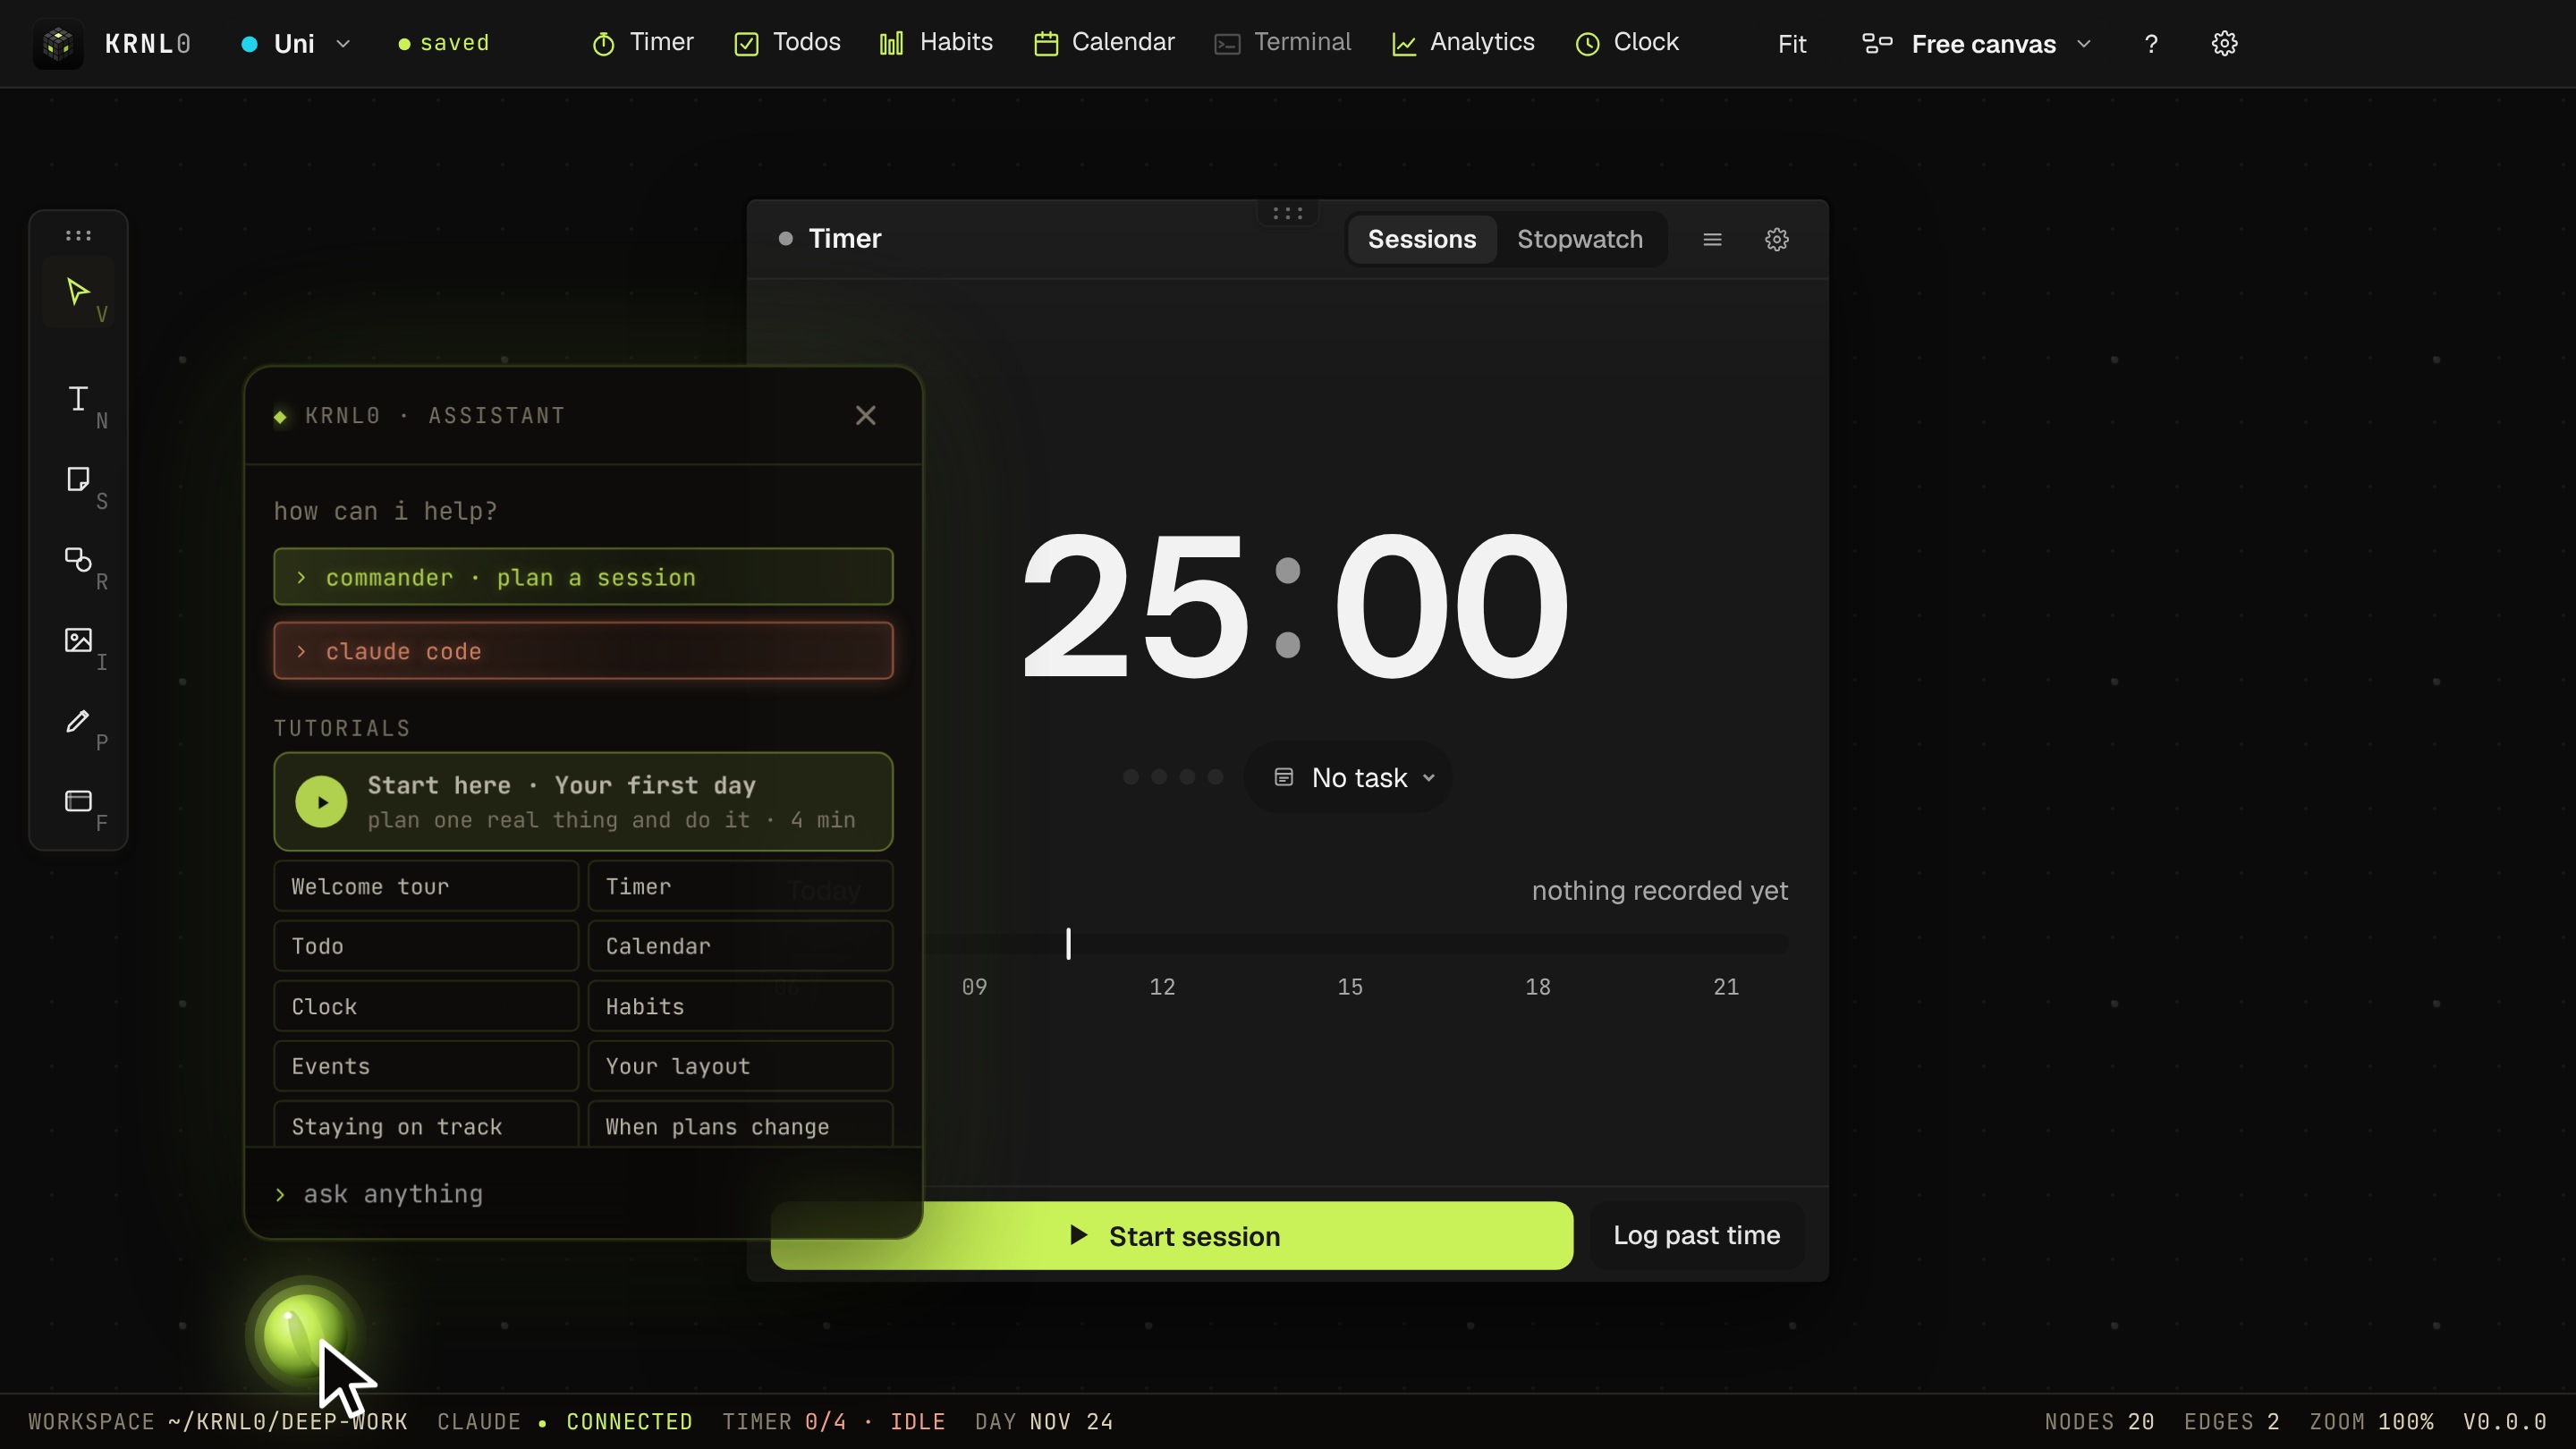 KRNL0
Uni
saved
Timer
Todos
Habits
Calendar
Terminal
Analytics
Clock
Fit
Free canvas
?
V
N
S
R
I
P
F
Timer
Sessions
Stopwatch
KRNL0 · ASSISTANT
how can i help?
› commander · plan a session
› claude code
TUTORIALS
Start here · Your first day
plan one real thing and do it · 4 min
Welcome tour
Timer
Todo
Calendar
Clock
Habits
Events
Your layout
Staying on track
When plans change
› ask anything
25:00
No task
Today
nothing recorded yet
09 12 15 18 21
Start session
Log past time
WORKSPACE ~/KRNL0/DEEP-WORK CLAUDE • CONNECTED TIMER 0/4 · IDLE DAY NOV 24
NODES 20 EDGES 2 ZOOM 100% V0.0.0